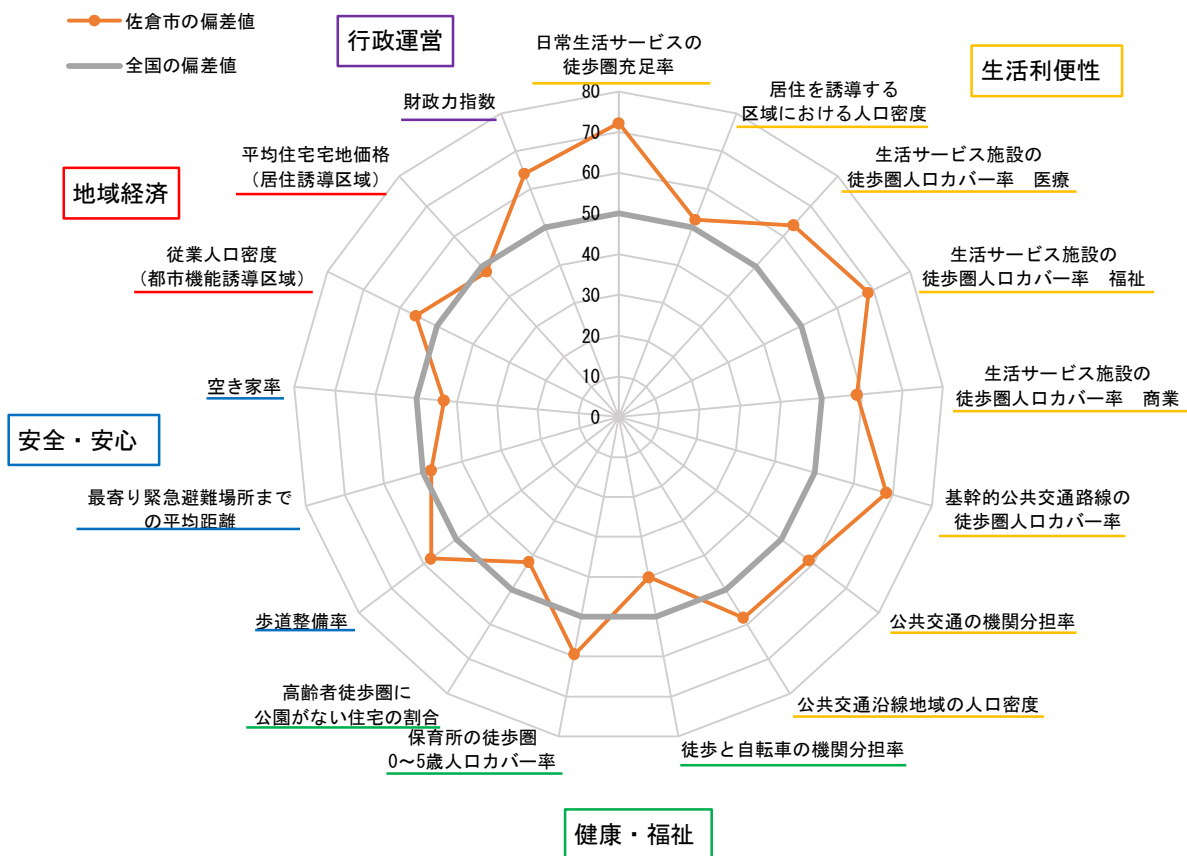 佐倉市の偏差値
全国の偏差値
行政運営
日常生活サービスの
徒歩圏充足率
生活利便性
居住を誘導する
区域における人口密度
財政力指数
平均住宅宅地価格
（居住誘導区域）
生活サービス施設の
徒歩圏人口カバー率　医療
地域経済
従業人口密度
（都市機能誘導区域）
生活サービス施設の
徒歩圏人口カバー率　福祉
空き家率
生活サービス施設の
徒歩圏人口カバー率　商業
安全・安心
最寄り緊急避難場所まで
の平均距離
基幹的公共交通路線の
徒歩圏人口カバー率
歩道整備率
公共交通の機関分担率
高齢者徒歩圏に
公園がない住宅の割合
公共交通沿線地域の人口密度
保育所の徒歩圏
0～5歳人口カバー率
徒歩と自転車の機関分担率
健康・福祉
80
70
60
50
40
30
20
10
0